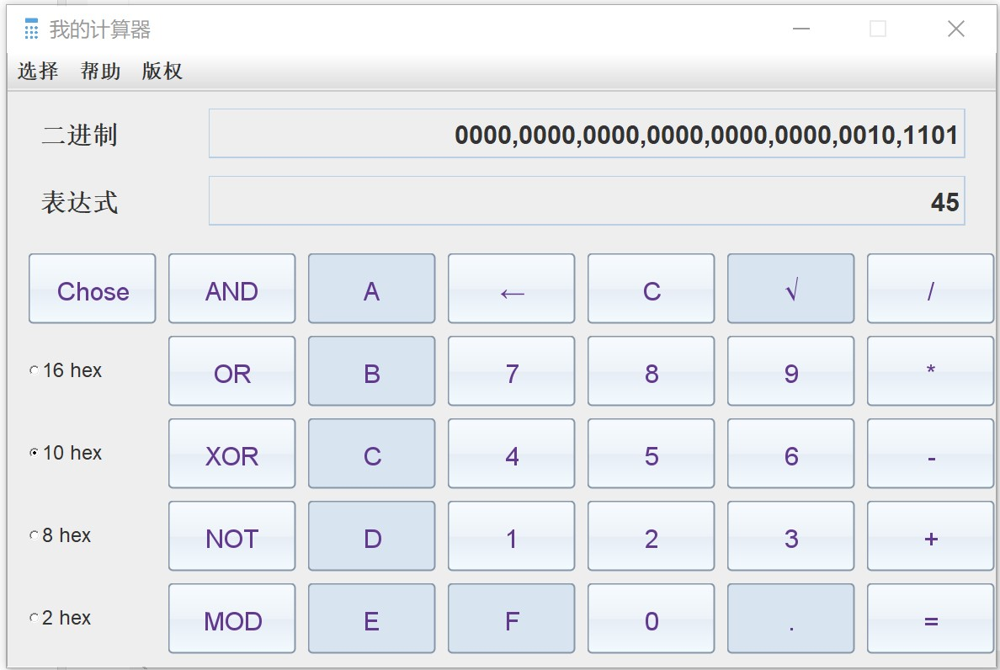 我的计算器
选择 帮助 版权
二进制 0000,0000,0000,0000,0000,0000,0010,1101
表达式 45
Chose AND A ← C √ /
16 hex OR B 7 8 9 *
10 hex XOR C 4 5 6 -
8 hex NOT D 1 2 3 +
2 hex MOD E F 0 . =